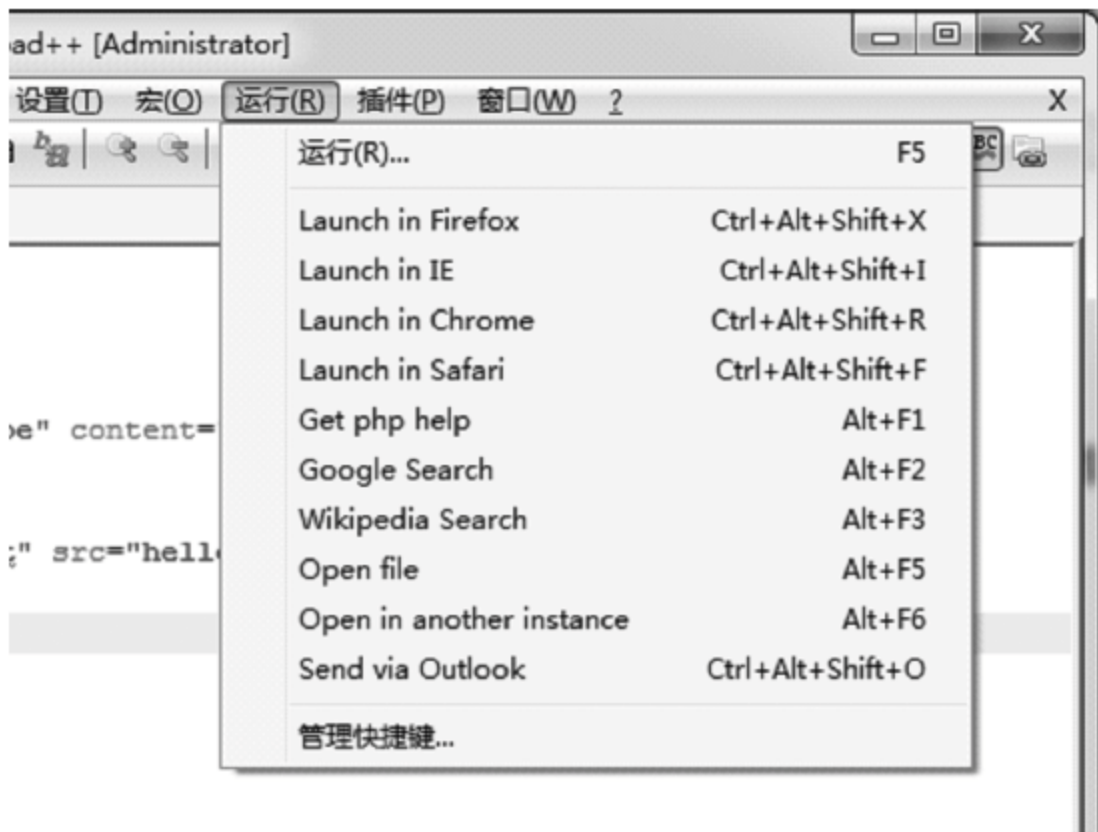 ad++ [Administrator]
设置(T) 宏(O) 运行(R) 插件(P) 窗口(W) ? X
运行(R)... F5
Launch in Firefox Ctrl+Alt+Shift+X
Launch in IE Ctrl+Alt+Shift+I
Launch in Chrome Ctrl+Alt+Shift+R
Launch in Safari Ctrl+Alt+Shift+F
Get php help Alt+F1
e" content=
Google Search Alt+F2
Wikipedia Search Alt+F3
" src="hell
Open file Alt+F5
Open in another instance Alt+F6
Send via Outlook Ctrl+Alt+Shift+O
管理快捷键...